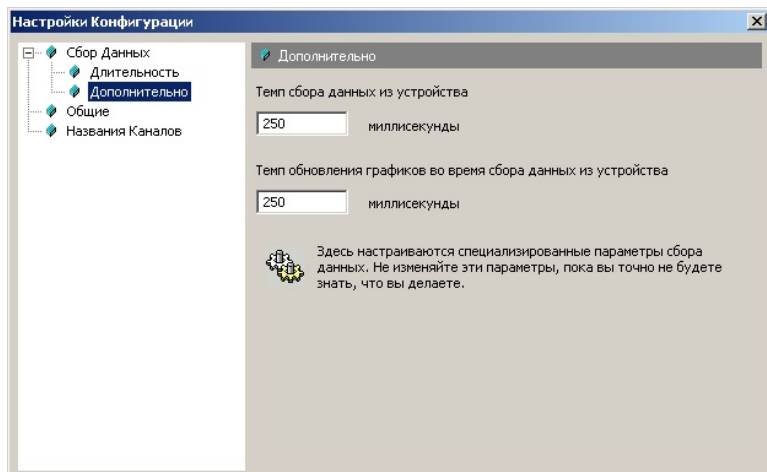 Настройки Конфигурации
Сбор Данных
Длительность
Дополнительно
Общие
Названия Каналов
Дополнительно
Темп сбора данных из устройства
250 миллисекунды
Темп обновления графиков во время сбора данных из устройства
250 миллисекунды
Здесь настраиваются специализированные параметры сбора
данных. Не изменяйте эти параметры, пока вы точно не будете
знать, что вы делаете.